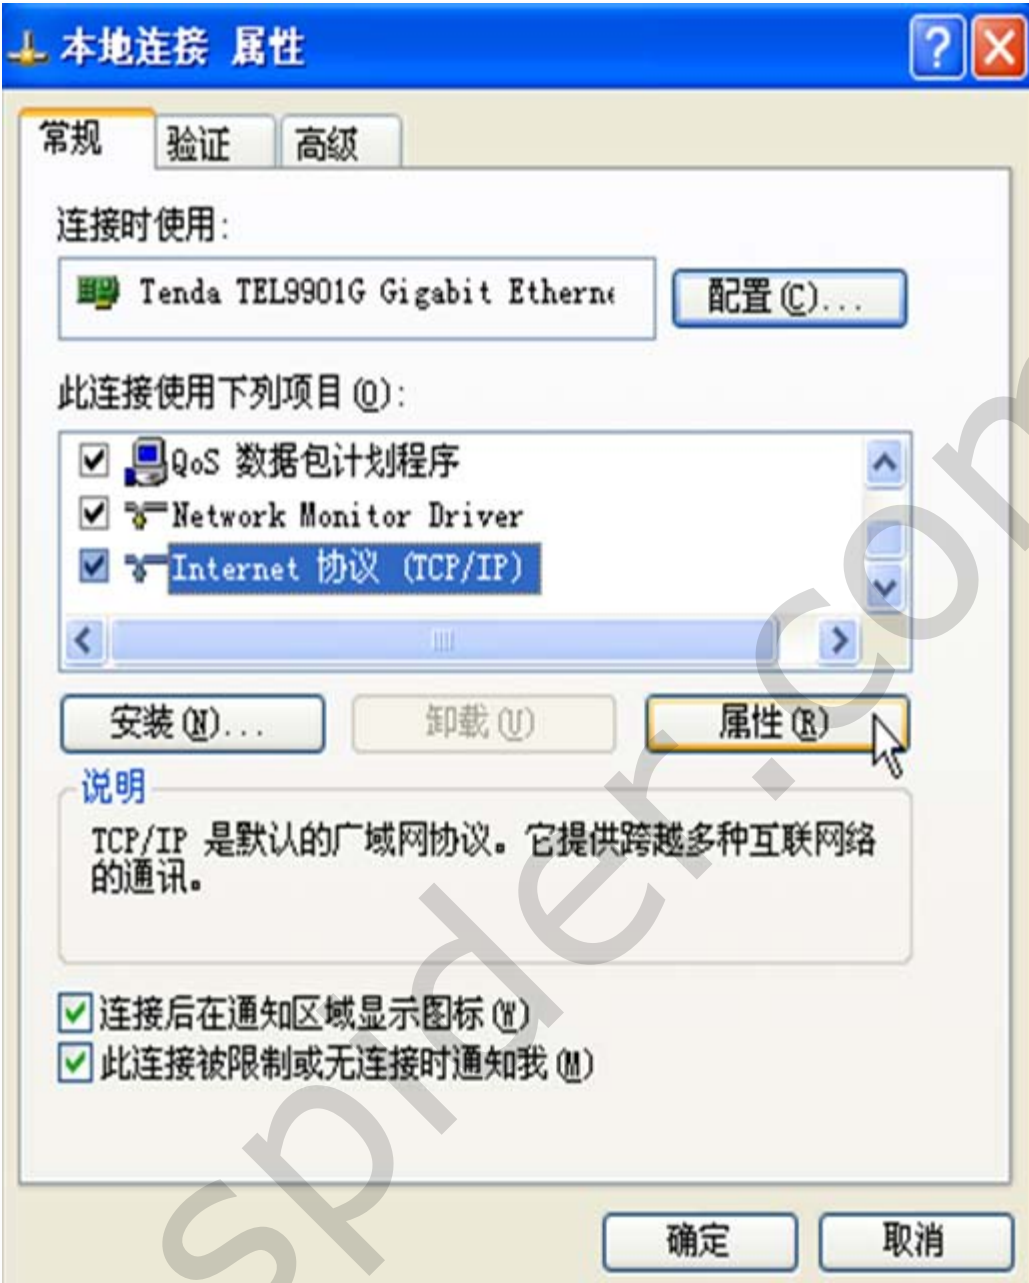 本地连接 属性
常规 验证 高级
连接时使用:
Tenda TEL9901G Gigabit Etherne
配置(C)...
此连接使用下列项目(O):
QoS 数据包计划程序
Network Monitor Driver
Internet 协议 (TCP/IP)
安装(N)... 卸载(U) 属性(R)
说明
TCP/IP 是默认的广域网协议。它提供跨越多种互联网络
的通讯。
连接后在通知区域显示图标(W)
此连接被限制或无连接时通知我(M)
确定 取消
spider.com